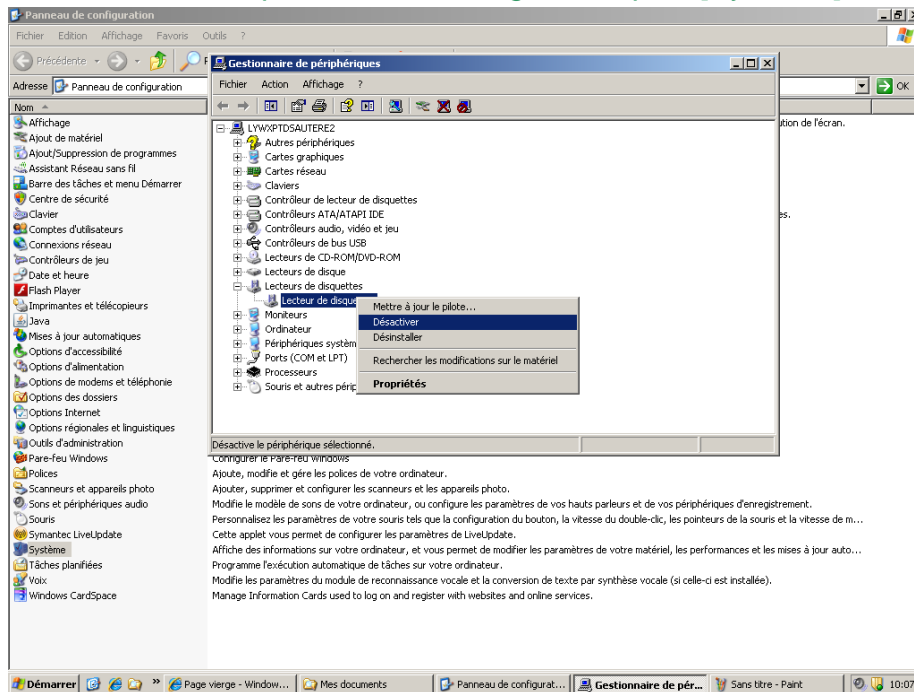 Panneau de configuration
Fichier Edition Affichage Favoris Outils ?
Précédente
Adresse Panneau de configuration OK
Nom
Affichage
Ajout de matériel
Ajout/Suppression de programmes
Assistant Réseau sans fil
Barre des tâches et menu Démarrer
Centre de sécurité
Clavier
Comptes d'utilisateurs
Connexions réseau
Contrôleurs de jeu
Date et heure
Flash Player
Imprimantes et télécopieurs
Java
Mises à jour automatiques
Options d'accessibilité
Options d'alimentation
Options de modems et téléphonie
Options des dossiers
Options Internet
Options régionales et linguistiques
Outils d'administration
Pare-feu Windows
Polices
Scanneurs et appareils photo
Sons et périphériques audio
Souris
Symantec LiveUpdate
Système
Tâches planifiées
Voix
Windows CardSpace
Gestionnaire de périphériques
Fichier Action Affichage ?
LYWXPTDSAUTERE2
Autres périphériques
Cartes graphiques
Cartes réseau
Claviers
Contrôleur de lecteur de disquettes
Contrôleurs ATA/ATAPI IDE
Contrôleurs audio, vidéo et jeu
Contrôleurs de bus USB
Lecteurs de CD-ROM/DVD-ROM
Lecteurs de disque
Lecteurs de disquettes
Lecteur de disque
Moniteurs
Ordinateur
Périphériques systèm
Ports (COM et LPT)
Processeurs
Souris et autres périp
Mettre à jour le pilote...
Désactiver
Désinstaller
Rechercher les modifications sur le matériel
Propriétés
Désactive le périphérique sélectionné.
ution de l'écran.
es.
Configurer le Pare-feu Windows
Ajoute, modifie et gére les polices de votre ordinateur.
Ajouter, supprimer et configurer les scanneurs et les appareils photo.
Modifie le modèle de sons de votre ordinateur, ou configure les paramètres de vos hauts parleurs et de vos périphériques d'enregistrement.
Personnalisez les paramètres de votre souris tels que la configuration du bouton, la vitesse du double-clic, les pointeurs de la souris et la vitesse de m...
Cette applet vous permet de configurer les paramètres de LiveUpdate.
Affiche des informations sur votre ordinateur, et vous permet de modifier les paramètres de votre matériel, les performances et les mises à jour auto...
Programme l'exécution automatique de tâches sur votre ordinateur.
Modifie les paramètres du module de reconnaissance vocale et la conversion de texte par synthèse vocale (si celle-ci est installée).
Manage Information Cards used to log on and register with websites and online services.
Démarrer » Page vierge - Window... Mes documents Panneau de configurat... Gestionnaire de pér... Sans titre - Paint 10:07